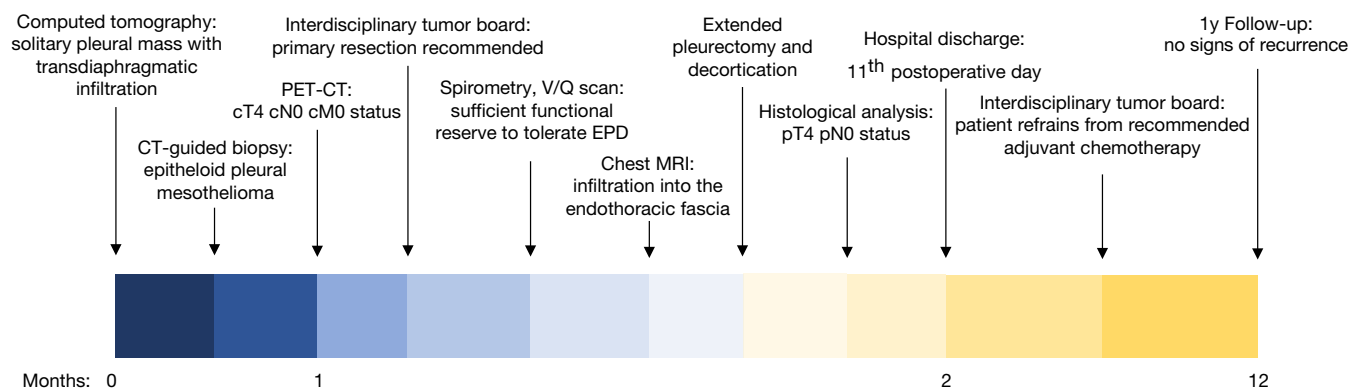 Computed tomography:
solitary pleural mass with
transdiaphragmatic
infiltration
CT-guided biopsy:
epitheloid pleural
mesothelioma
PET-CT:
cT4 cN0 cM0 status
Interdisciplinary tumor board:
primary resection recommended
Spirometry, V/Q scan:
sufficient functional
reserve to tolerate EPD
Chest MRI:
infiltration into the
endothoracic fascia
Extended
pleurectomy and
decortication
Histological analysis:
pT4 pN0 status
Hospital discharge:
11th postoperative day
Interdisciplinary tumor board:
patient refrains from recommended
adjuvant chemotherapy
1y Follow-up:
no signs of recurrence
Months: 0 1 2 12